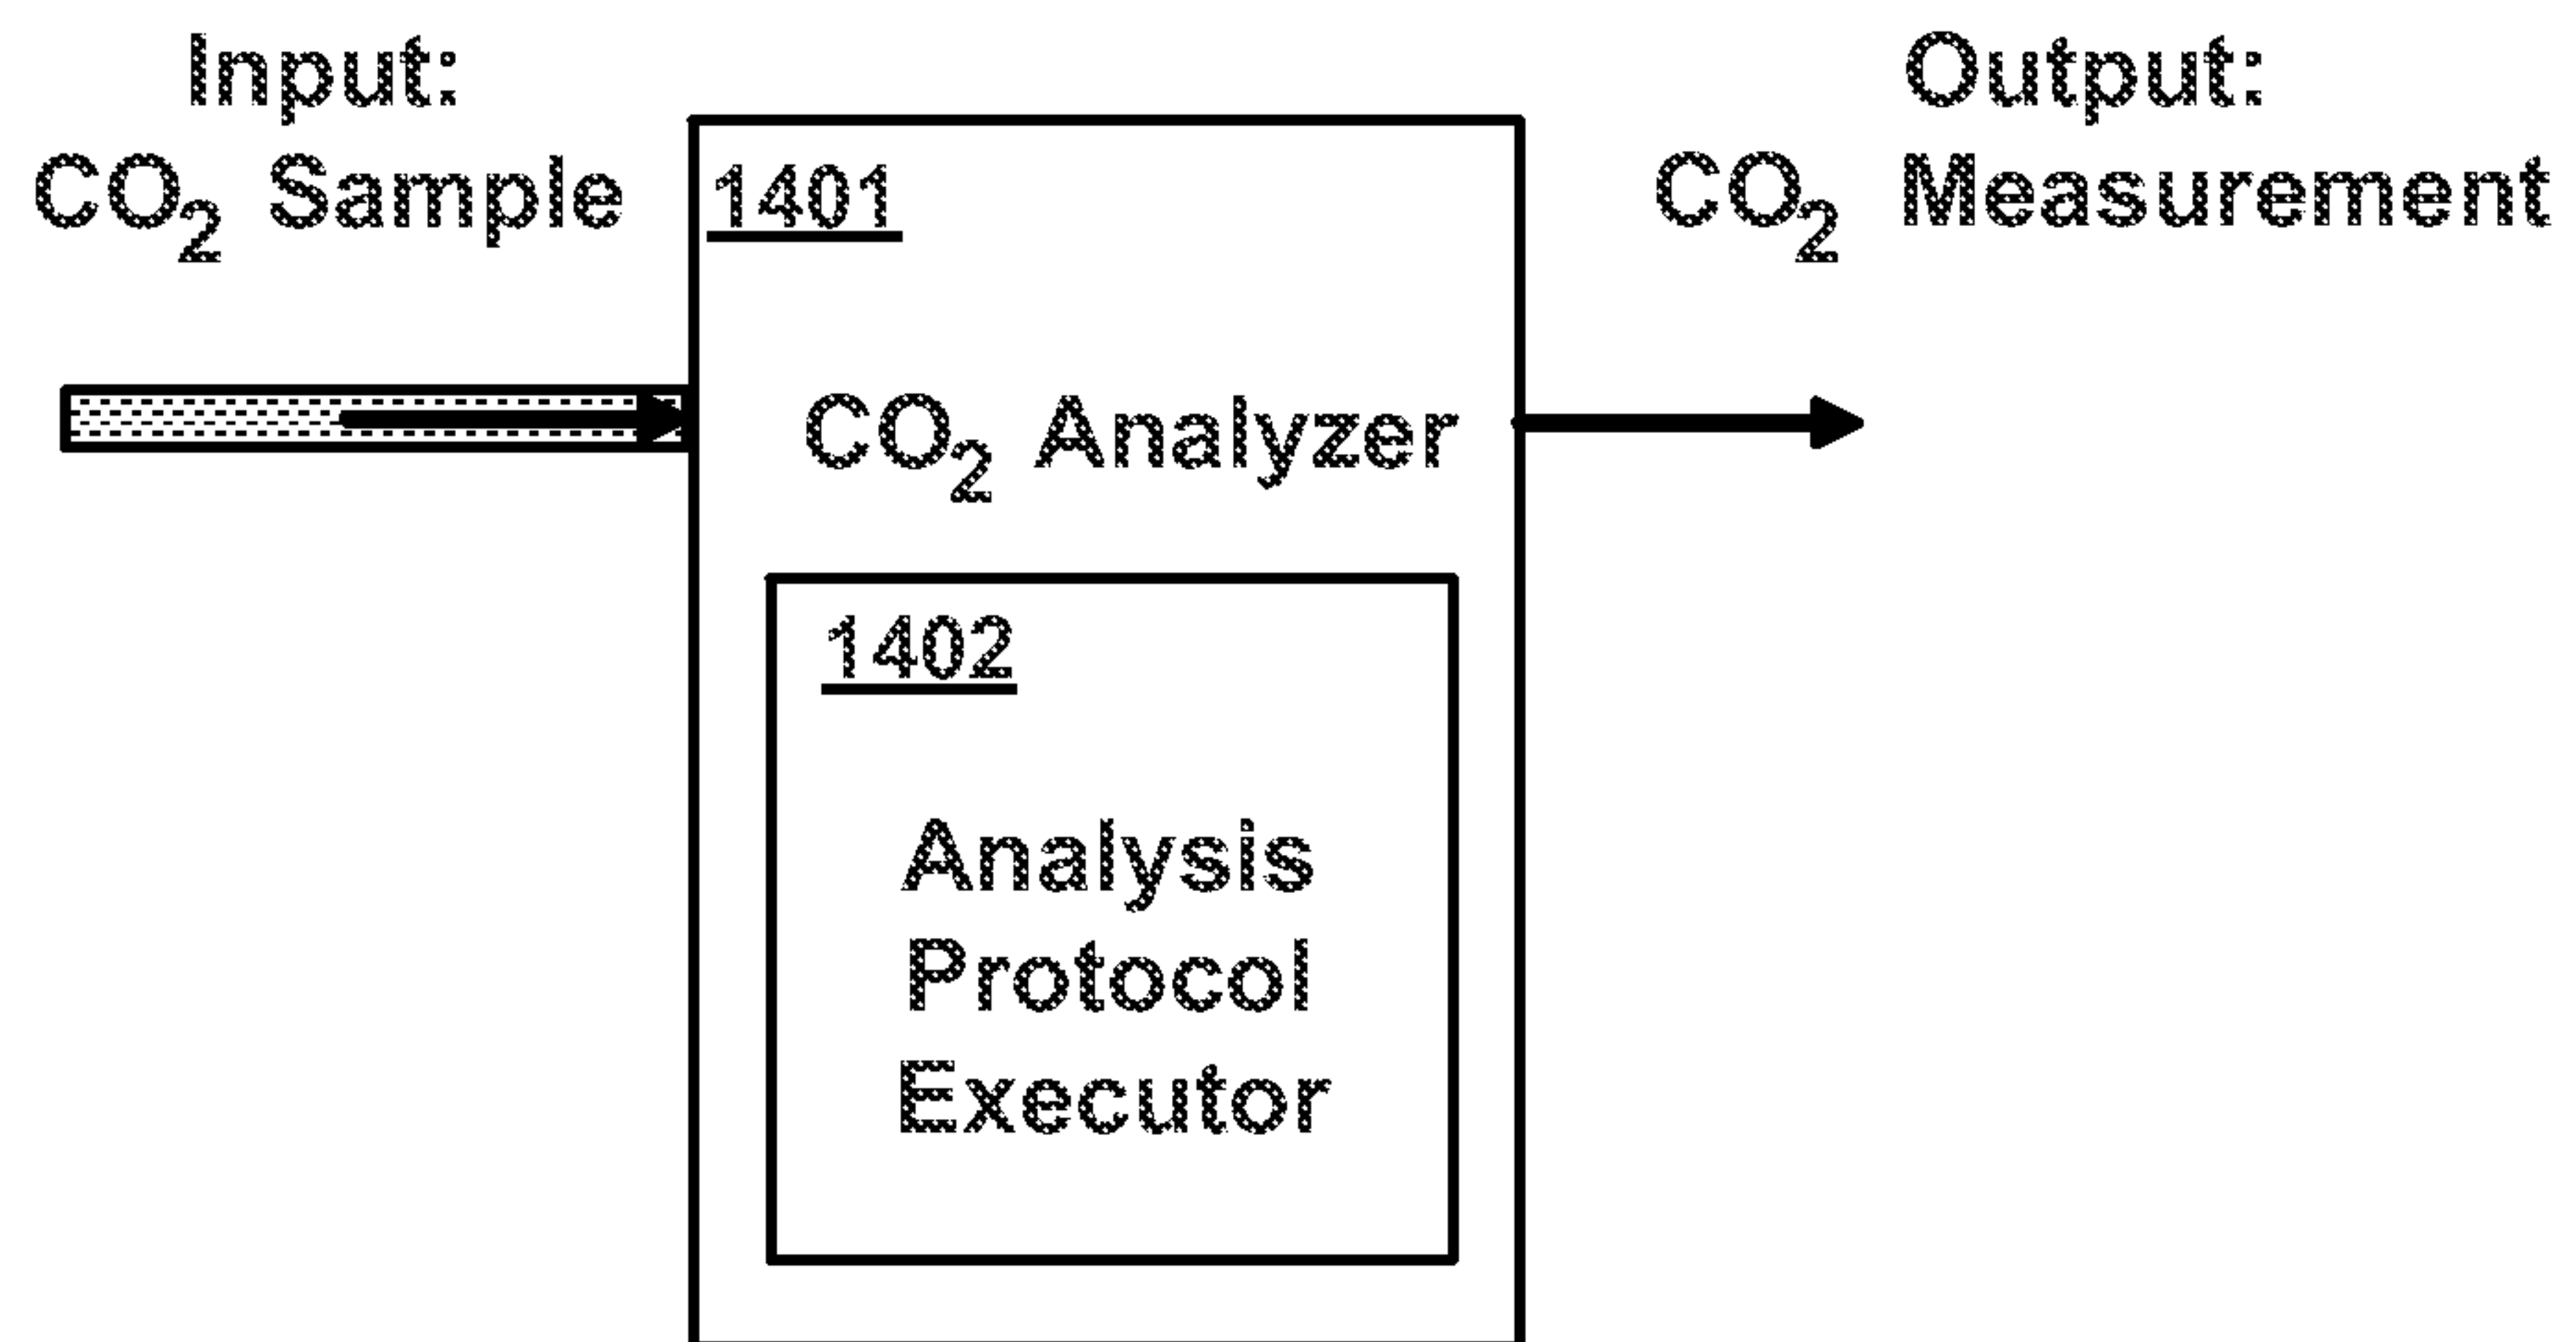 Input:
CO₂ Sample
Output:
CO₂ Measurement
1401
CO₂ Analyzer
1402
Analysis
Protocol
Executor